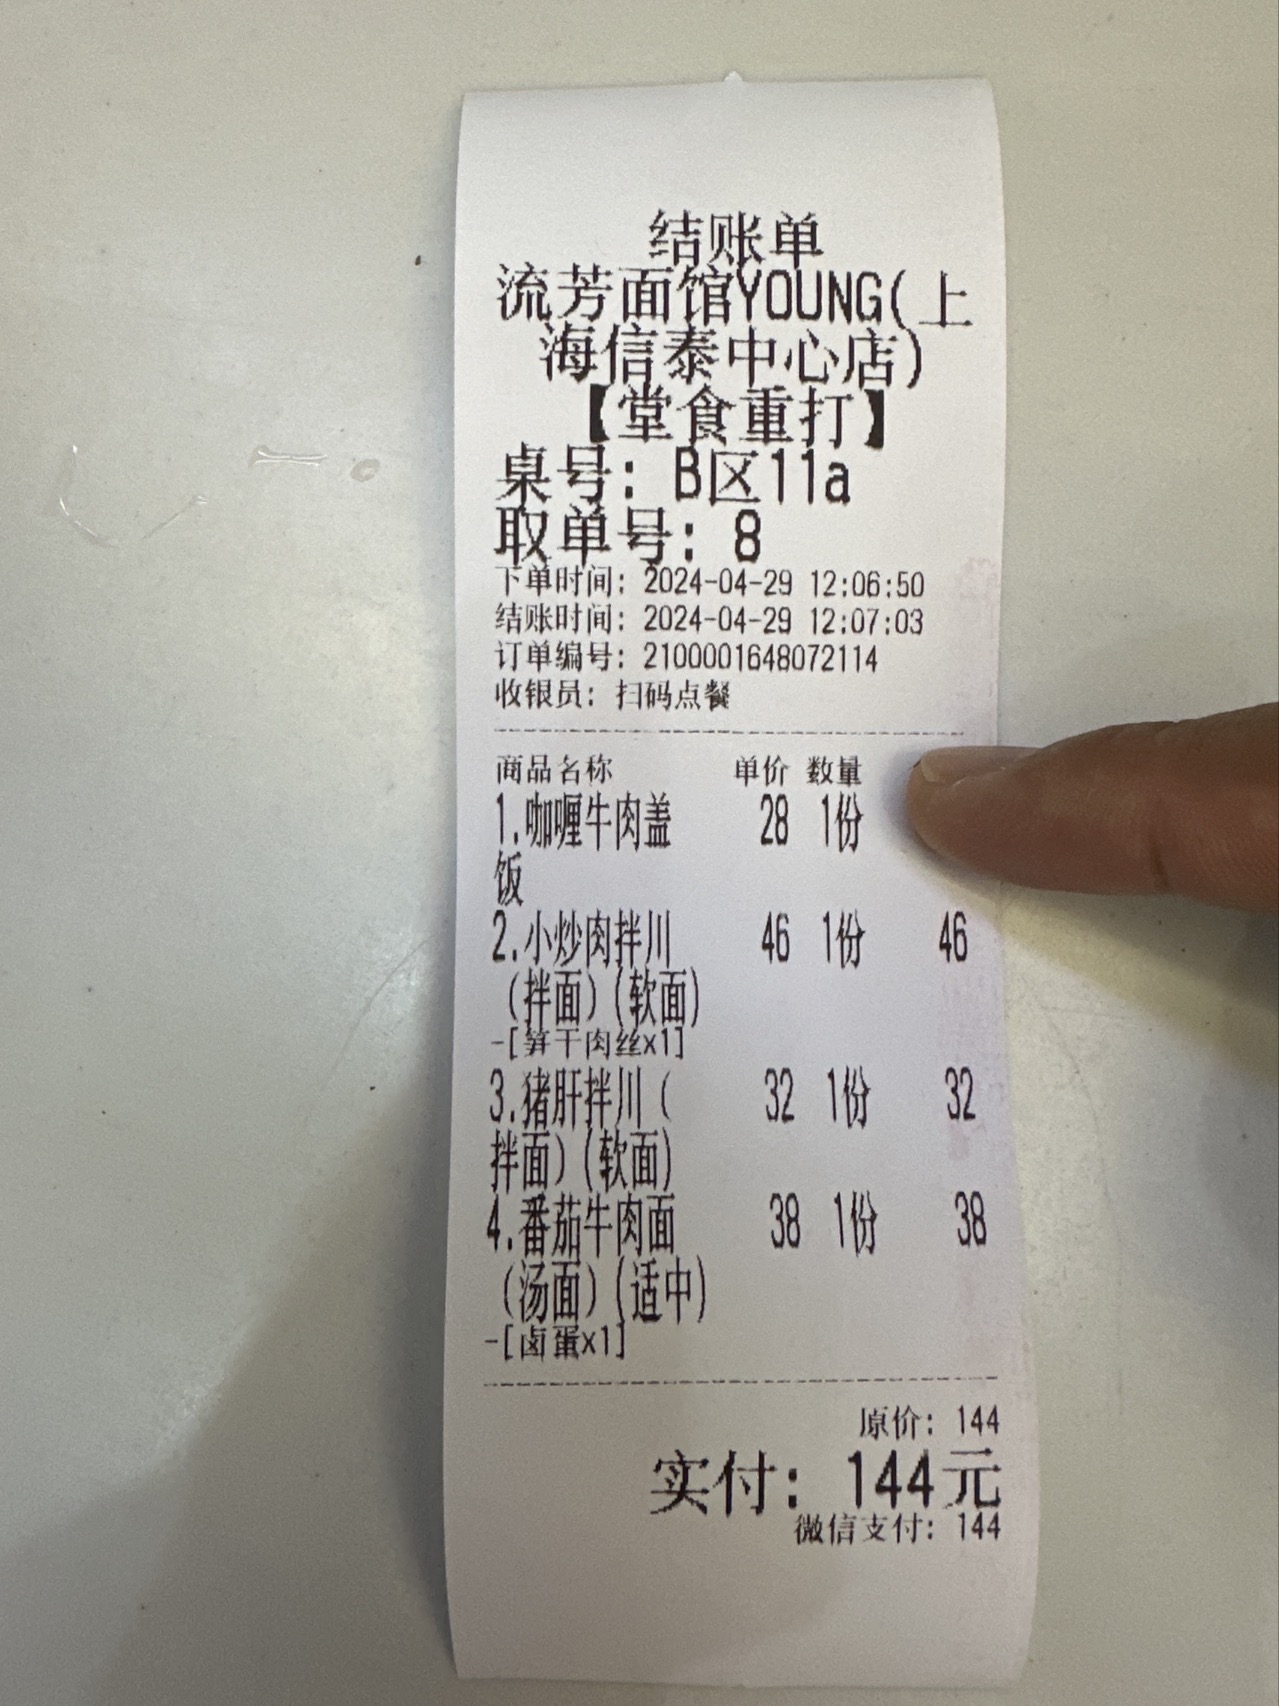 结账单
流芳面馆YOUNG(上
海信泰中心店)
【堂食重打】
桌号: B区11a
取单号: 8
下单时间: 2024-04-29 12:06:50
结账时间: 2024-04-29 12:07:03
订单编号: 2100001648072114
收银员: 扫码点餐
商品名称 单价 数量
1.咖喱牛肉盖 28 1份
饭
2.小炒肉拌川 46 1份 46
(拌面)(软面)
-[笋干肉丝x1]
3.猪肝拌川( 32 1份 32
拌面)(软面)
4.番茄牛肉面 38 1份 38
(汤面)(适中)
-[卤蛋x1]
原价: 144
实付: 144元
微信支付: 144